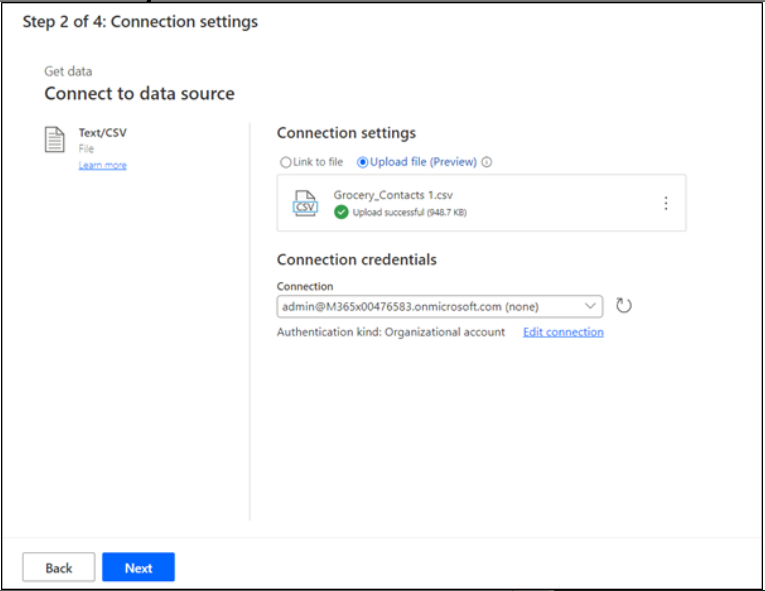 Step 2 of 4: Connection settings
Get data
Connect to data source
Text/CSV
File
Learn more
Connection settings
Link to file
Upload file (Preview)
CSV
Grocery_Contacts 1.csv
Upload successful (948.7 KB)
Connection credentials
Connection
admin@M365x00476583.onmicrosoft.com (none)
Authentication kind: Organizational account
Edit connection
Back
Next